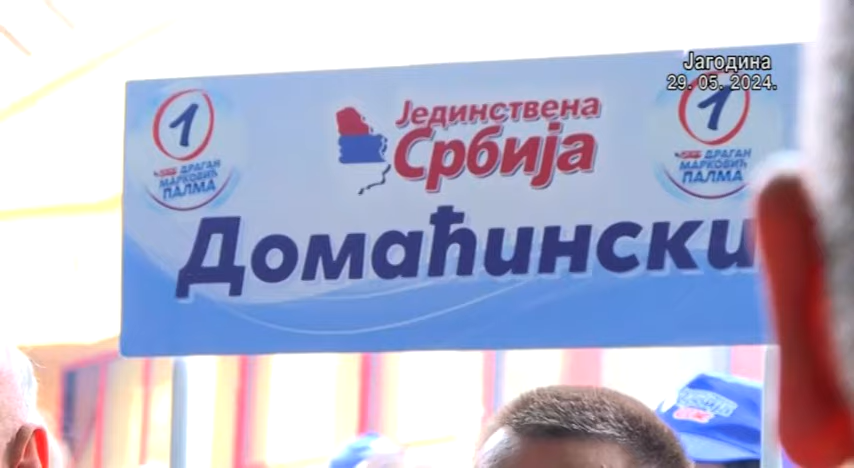 Јагодина
29. 05. 2024.
Јединствена
Србија
1
ДРАГАН
МАРКОВИЋ
ПАЛМА
1
ДРАГАН
МАРКОВИЋ
ПАЛМА
Домаћински